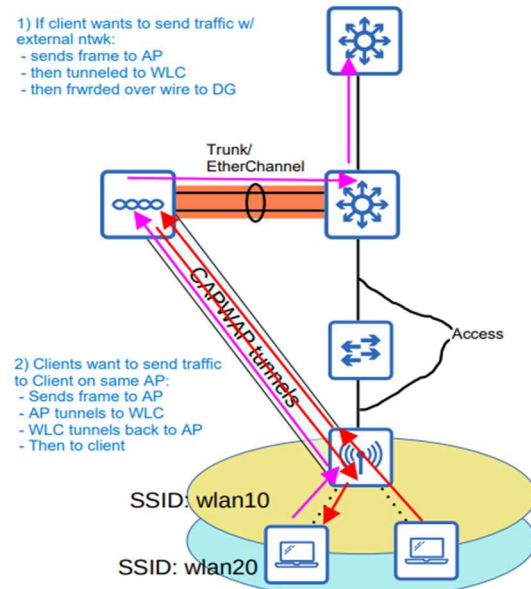 1) If client wants to send traffic w/
external ntwk:
- sends frame to AP
- then tunneled to WLC
- then frwrded over wire to DG
Trunk/
EtherChannel
CAPWAP tunnels
Access
2) Clients want to send traffic
to Client on same AP:
- Sends frame to AP
- AP tunnels to WLC
- WLC tunnels back to AP
- Then to client
SSID: wlan10
SSID: wlan20